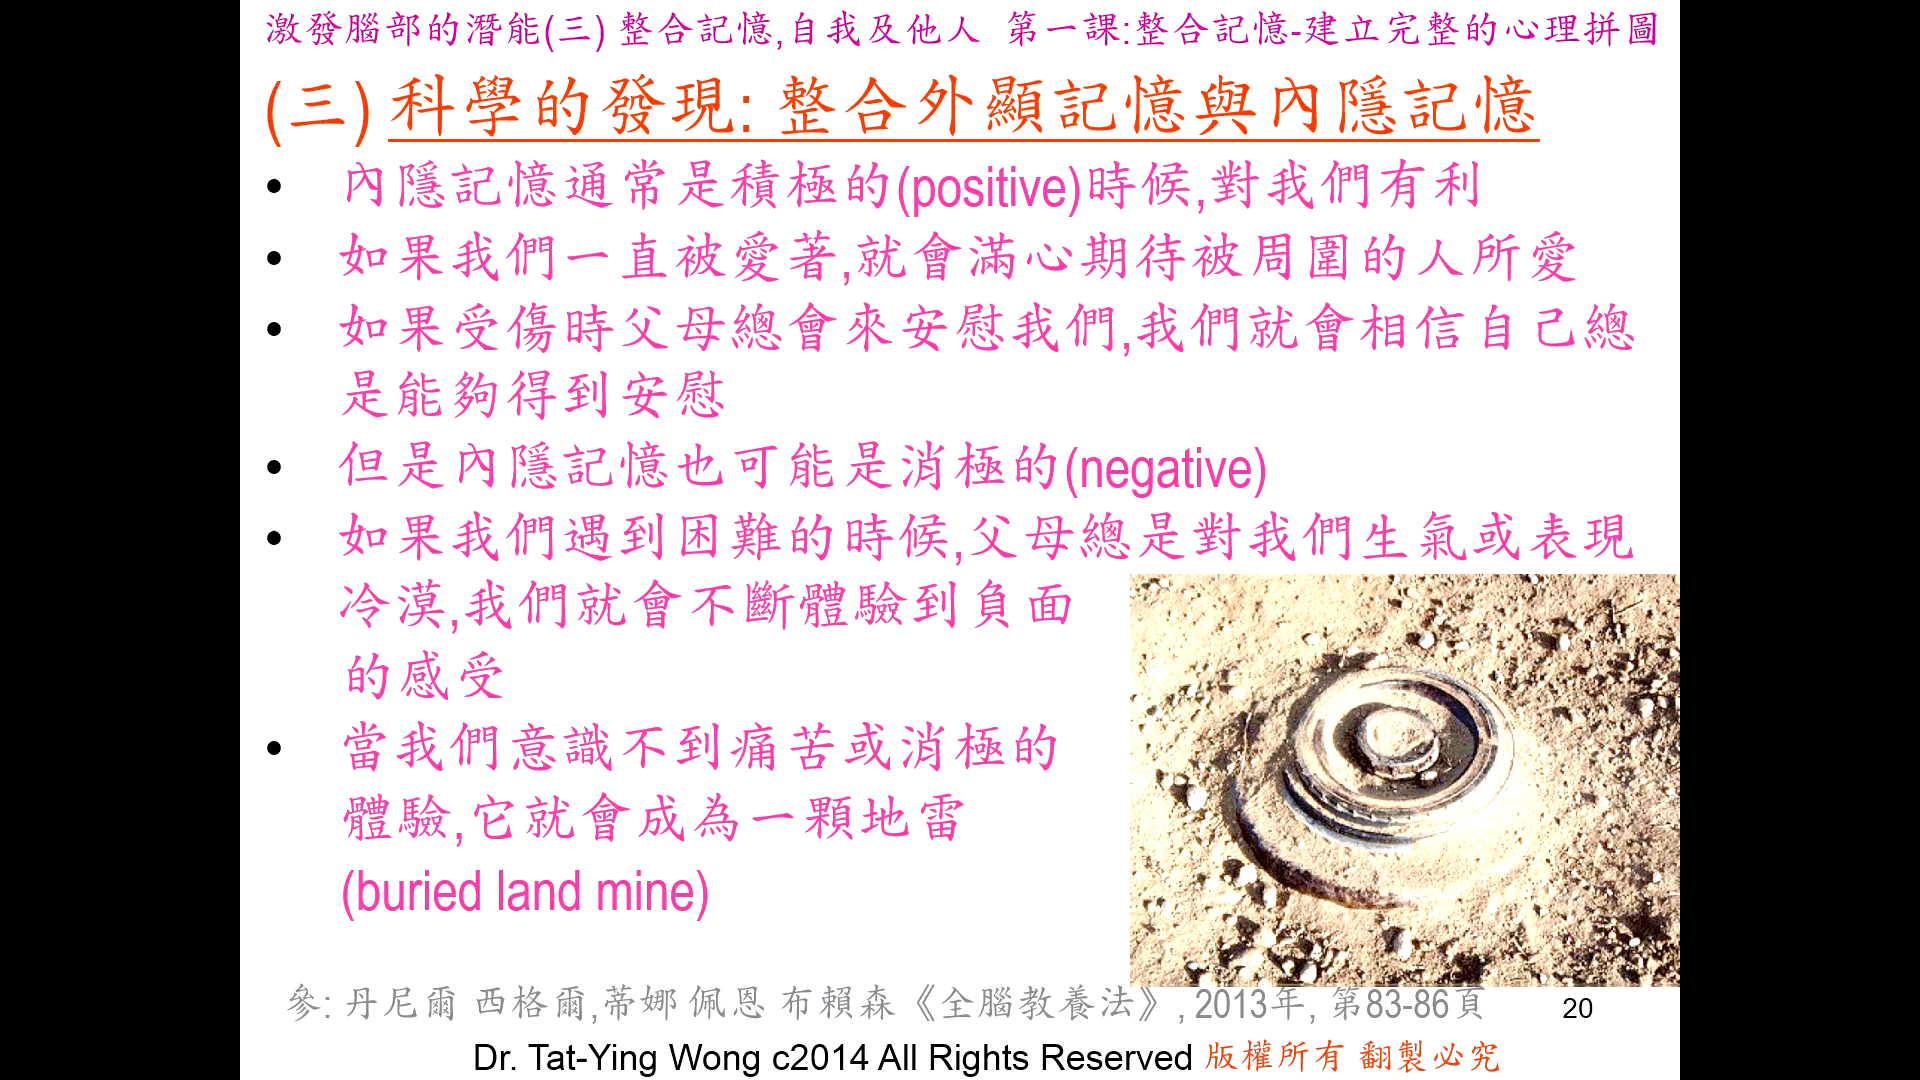 激發腦部的潛能(三) 整合記憶,自我及他人 第一課:整合記憶-建立完整的心理拼圖
(三) 科學的發現: 整合外顯記憶與內隱記憶
• 內隱記憶通常是積極的(positive)時候,對我們有利
• 如果我們一直被愛著,就會滿心期待被周圍的人所愛
• 如果受傷時父母總會來安慰我們,我們就會相信自己總
是能夠得到安慰
• 但是內隱記憶也可能是消極的(negative)
• 如果我們遇到困難的時候,父母總是對我們生氣或表現
冷漠,我們就會不斷體驗到負面
的感受
• 當我們意識不到痛苦或消極的
體驗,它就會成為一顆地雷
(buried land mine)
參: 丹尼爾 西格爾,蒂娜 佩恩 布賴森《全腦教養法》, 2013年, 第83-86頁
20
Dr. Tat-Ying Wong c2014 All Rights Reserved 版權所有 翻製必究